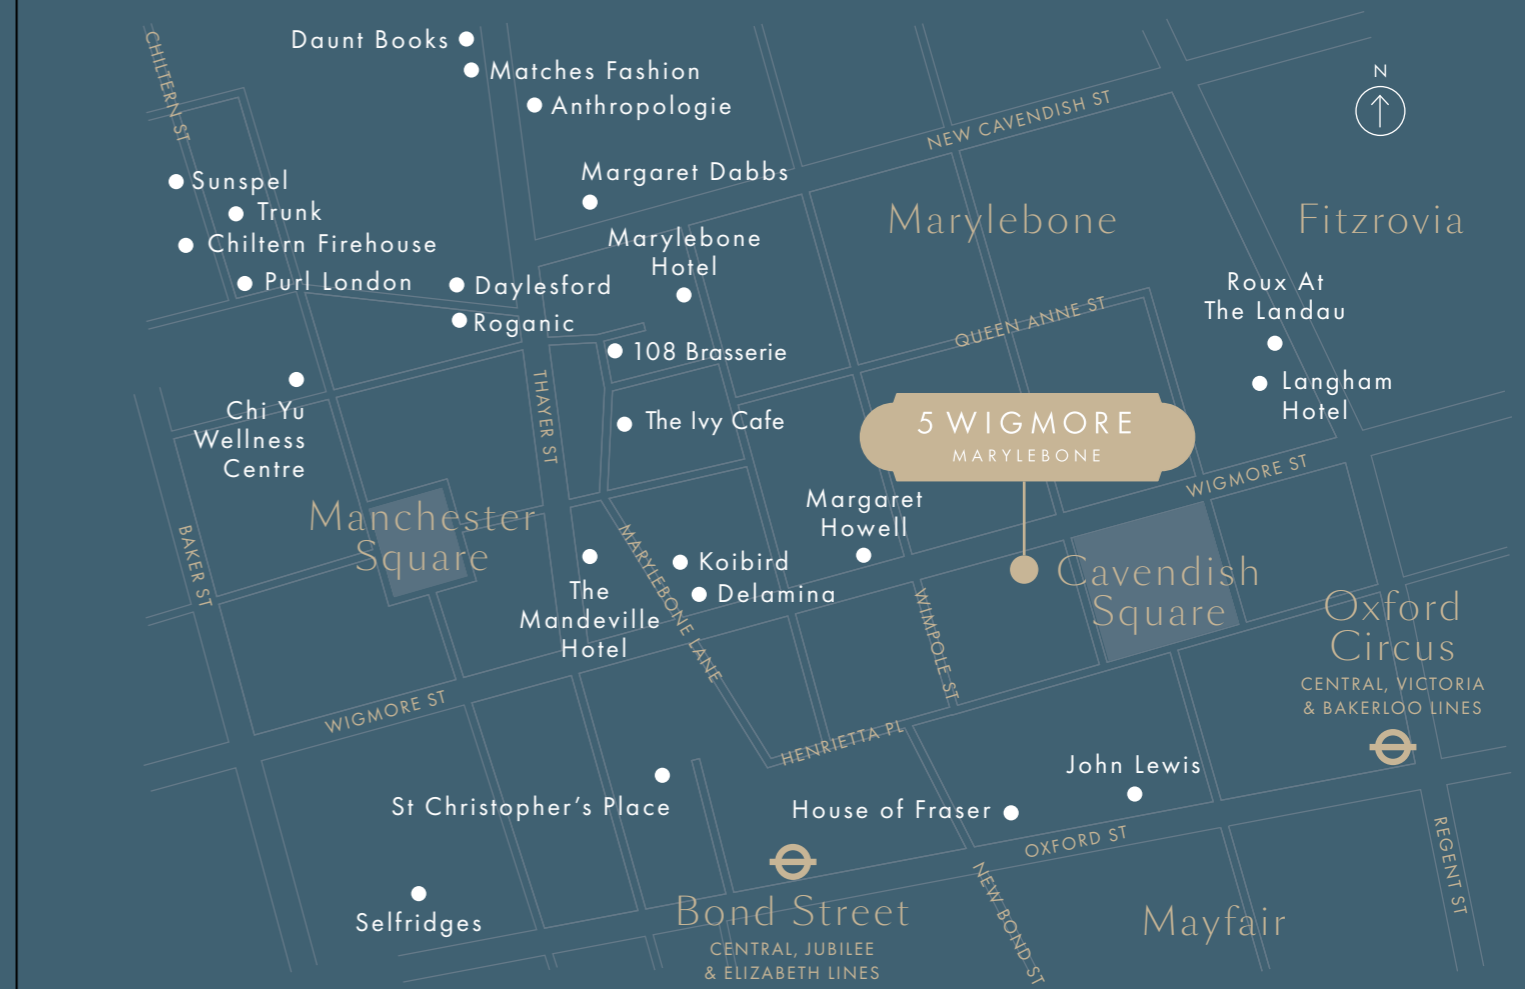 Daunt Books
Matches Fashion
Anthropologie
CHILTERN ST
N
NEW CAVENDISH ST
Margaret Dabbs
Sunspel
Trunk
Chiltern Firehouse
Purl London
Marylebone
Fitzrovia
Marylebone
Hotel
Daylesford
Roganic
Roux At
The Landau
QUEEN ANNE ST
108 Brasserie
Langham
Hotel
THAYER ST
Chi Yu
Wellness
Centre
The Ivy Cafe
5 WIGMORE
MARYLEBONE
WIGMORE ST
Margaret
Howell
Manchester
Square
BAKER ST
MARYLEBONE LANE
Koibird
Delamina
The
Mandeville
Hotel
WIMPOLE ST
Cavendish
Square
Oxford
Circus
CENTRAL, VICTORIA
& BAKERLOO LINES
WIGMORE ST
HENRIETTA PL
John Lewis
St Christopher’s Place
House of Fraser
OXFORD ST
REGENT ST
NEW BOND ST
Selfridges
Bond Street
CENTRAL, JUBILEE
& ELIZABETH LINES
Mayfair